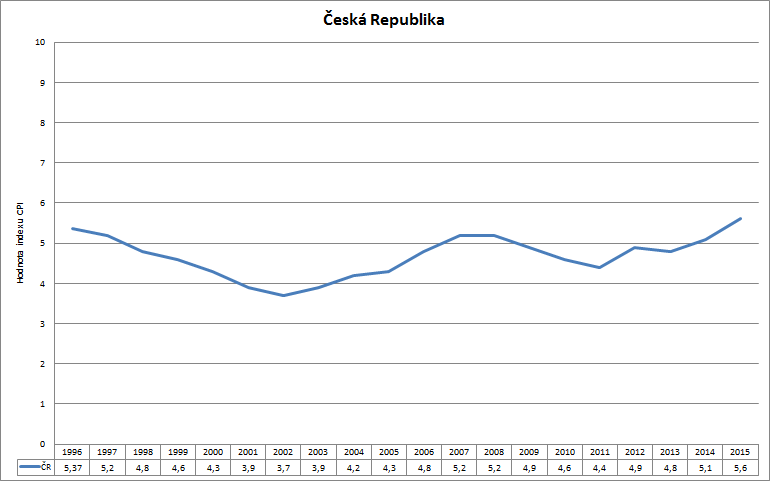 Česká Republika
10
9
8
7
6
5
4
3
2
1
0
Hodnota indexu CPI
1996 1997 1998 1999 2000 2001 2002 2003 2004 2005 2006 2007 2008 2009 2010 2011 2012 2013 2014 2015
ČR 5,37 5,2 4,8 4,6 4,3 3,9 3,7 3,9 4,2 4,3 4,8 5,2 5,2 4,9 4,6 4,4 4,9 4,8 5,1 5,6